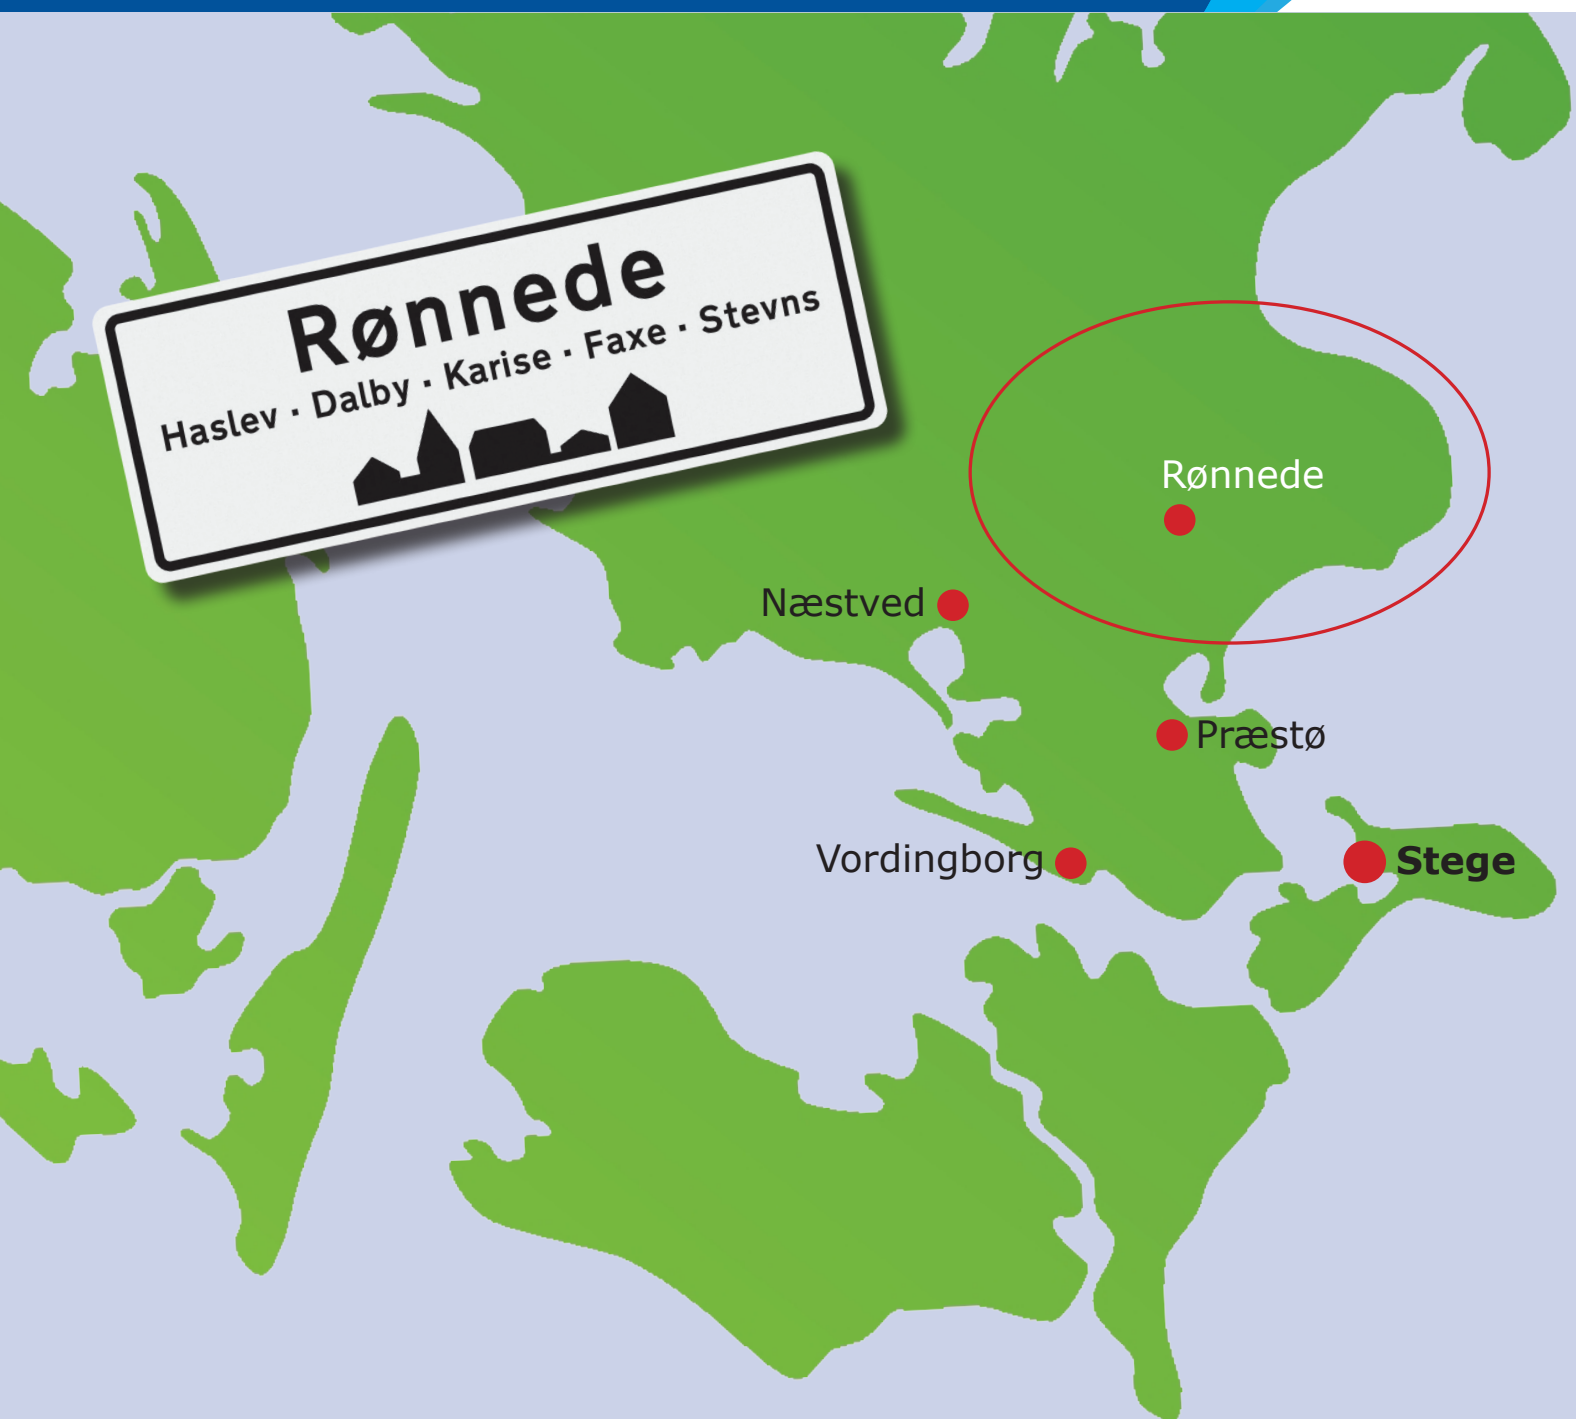 Rønnede
Haslev · Dalby · Karise · Faxe · Stevns
Rønnede
Næstved
Præstø
Vordingborg
Stege